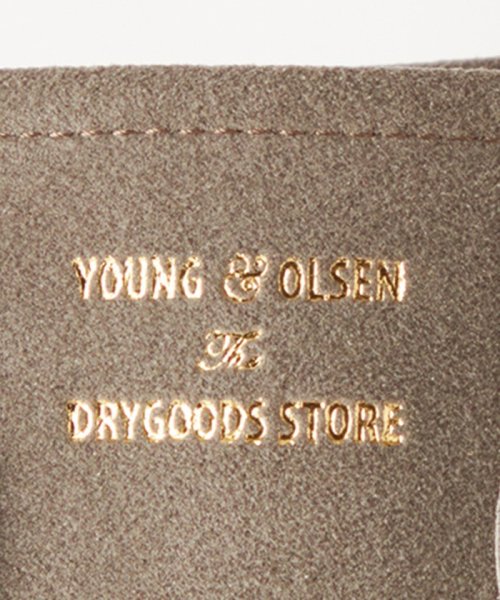 YOUNG & OLSEN
The
DRYGOODS STORE